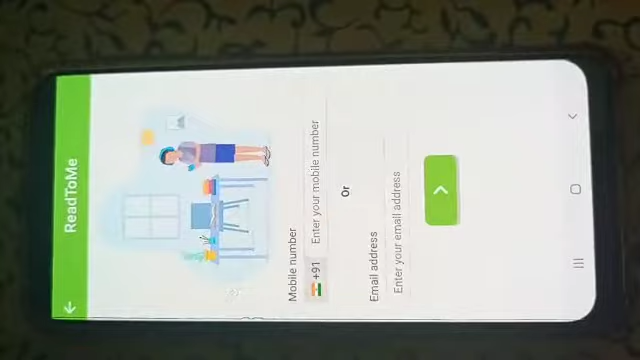 ReadToMe
Mobile number
+91 Enter your mobile number
Or
Email address
Enter your email address